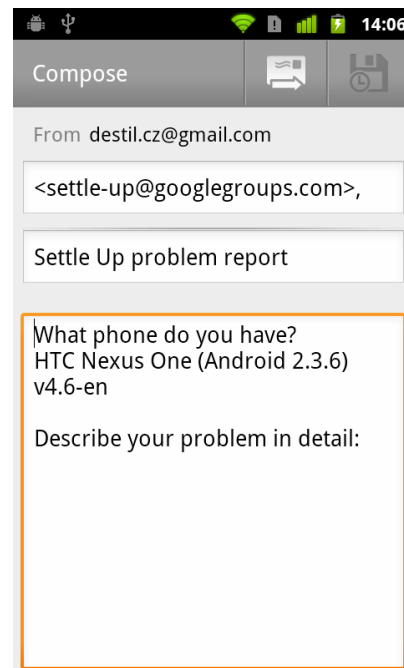 14:06
Compose
From destil.cz@gmail.com
<settle-up@googlegroups.com>,
Settle Up problem report
What phone do you have?
HTC Nexus One (Android 2.3.6)
v4.6-en
Describe your problem in detail: